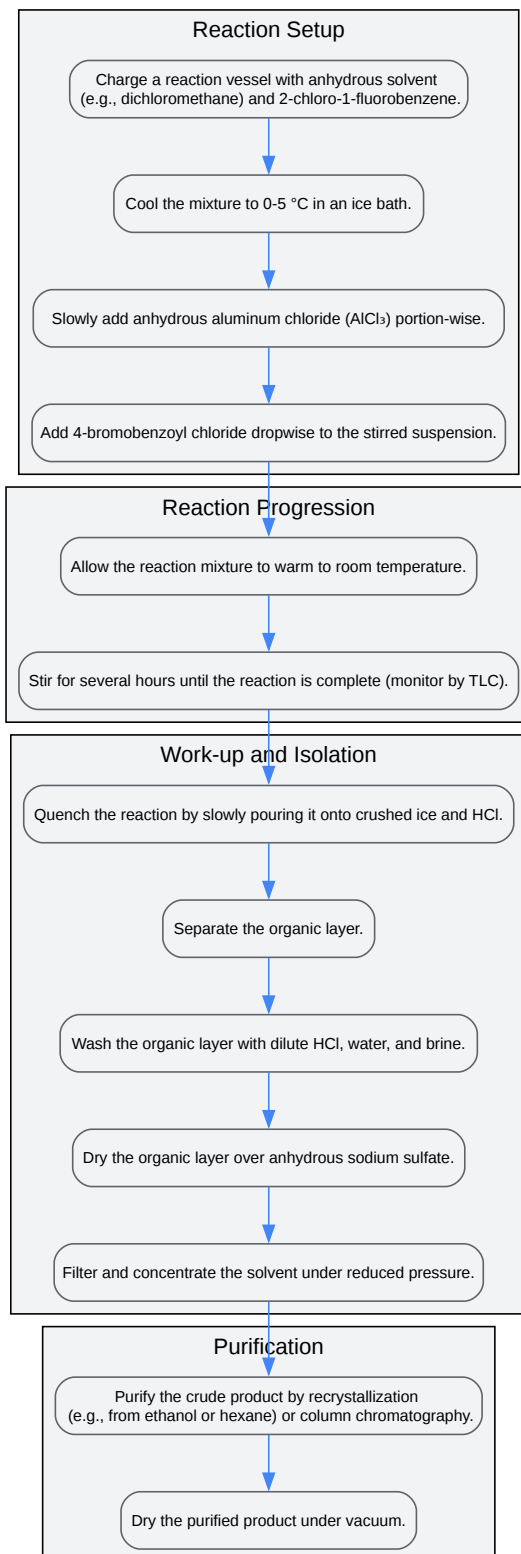 Reaction Setup
Charge a reaction vessel with anhydrous solvent
(e.g., dichloromethane) and 2-chloro-1-fluorobenzene.
Cool the mixture to 0-5 °C in an ice bath.
Slowly add anhydrous aluminum chloride (AlCl₃) portion-wise.
Add 4-bromobenzoyl chloride dropwise to the stirred suspension.
Reaction Progression
Allow the reaction mixture to warm to room temperature.
Stir for several hours until the reaction is complete (monitor by TLC).
Work-up and Isolation
Quench the reaction by slowly pouring it onto crushed ice and HCl.
Separate the organic layer.
Wash the organic layer with dilute HCl, water, and brine.
Dry the organic layer over anhydrous sodium sulfate.
Filter and concentrate the solvent under reduced pressure.
Purification
Purify the crude product by recrystallization
(e.g., from ethanol or hexane) or column chromatography.
Dry the purified product under vacuum.